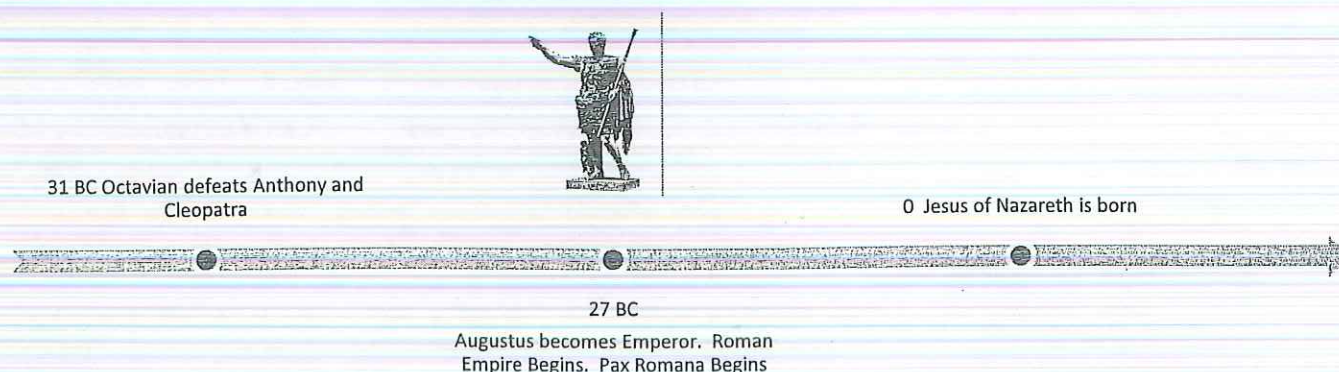 31 BC Octavian defeats Anthony and
Cleopatra
27 BC
Augustus becomes Emperor. Roman
Empire Begins. Pax Romana Begins
0 Jesus of Nazareth is born